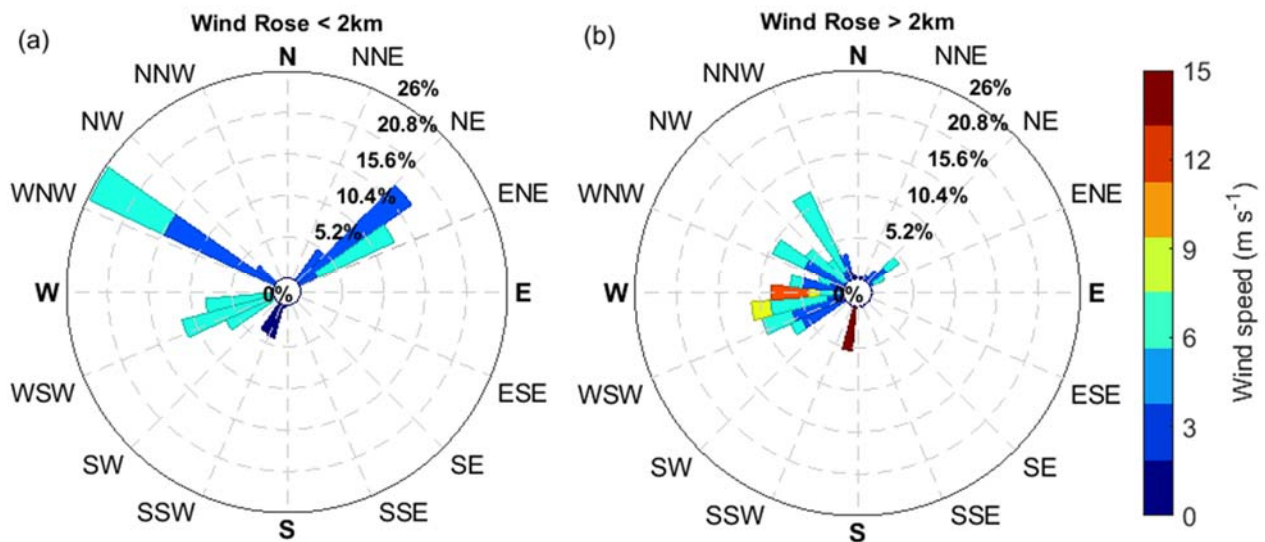 (a)
Wind Rose < 2km
N
NNE
NE
ENE
E
ESE
SE
SSE
S
SSW
SW
WSW
W
WNW
NW
NNW
26%
20.8%
15.6%
10.4%
5.2%
0%
(b)
Wind Rose > 2km
N
NNE
NE
ENE
E
ESE
SE
SSE
S
SSW
SW
WSW
W
WNW
NW
NNW
26%
20.8%
15.6%
10.4%
5.2%
0%
15
12
9
6
3
0
Wind speed (m s⁻¹)